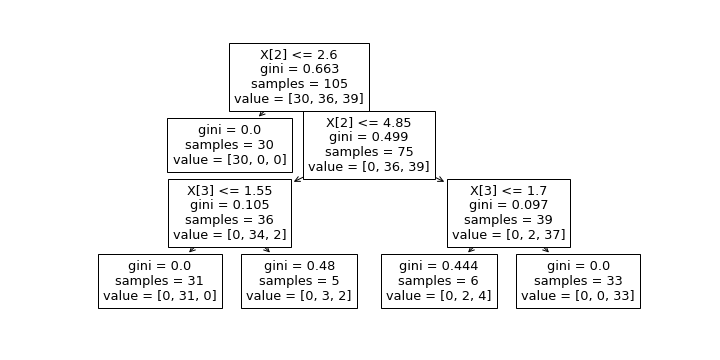 X[2] <= 2.6
gini = 0.663
samples = 105
value = [30, 36, 39]
gini = 0.0
samples = 30
value = [30, 0, 0]
X[2] <= 4.85
gini = 0.499
samples = 75
value = [0, 36, 39]
X[3] <= 1.55
gini = 0.105
samples = 36
value = [0, 34, 2]
X[3] <= 1.7
gini = 0.097
samples = 39
value = [0, 2, 37]
gini = 0.0
samples = 31
value = [0, 31, 0]
gini = 0.48
samples = 5
value = [0, 3, 2]
gini = 0.444
samples = 6
value = [0, 2, 4]
gini = 0.0
samples = 33
value = [0, 0, 33]